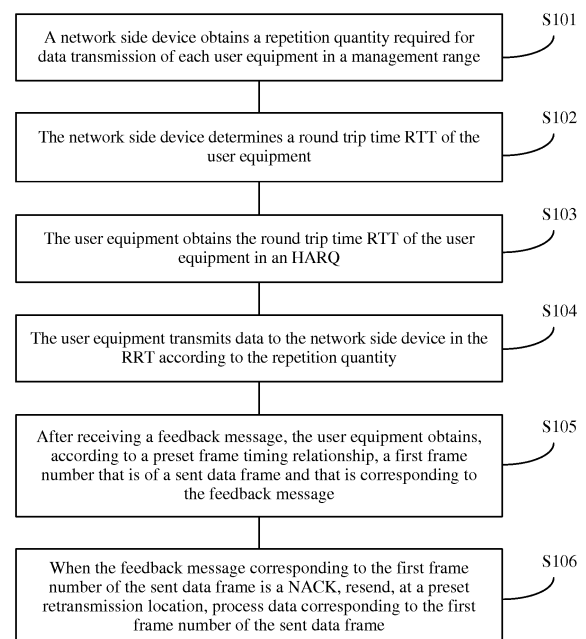 S101
A network side device obtains a repetition quantity required for
data transmission of each user equipment in a management
range
S102
The network side device determines a round trip time RTT of the
user equipment
S103
The user equipment obtains the round trip time RTT of the user
equipment in an HARQ
S104
The user equipment transmits data to the network side device in the
RRT according to the repetition quantity
S105
After receiving a feedback message, the user equipment obtains,
according to a preset frame timing relationship, a first frame
number that is of a sent data frame and that is corresponding to
the feedback message
S106
When the feedback message corresponding to the first frame
number of the sent data frame is a NACK, resend, at a preset
retransmission location, process data corresponding to the first
frame number of the sent data frame